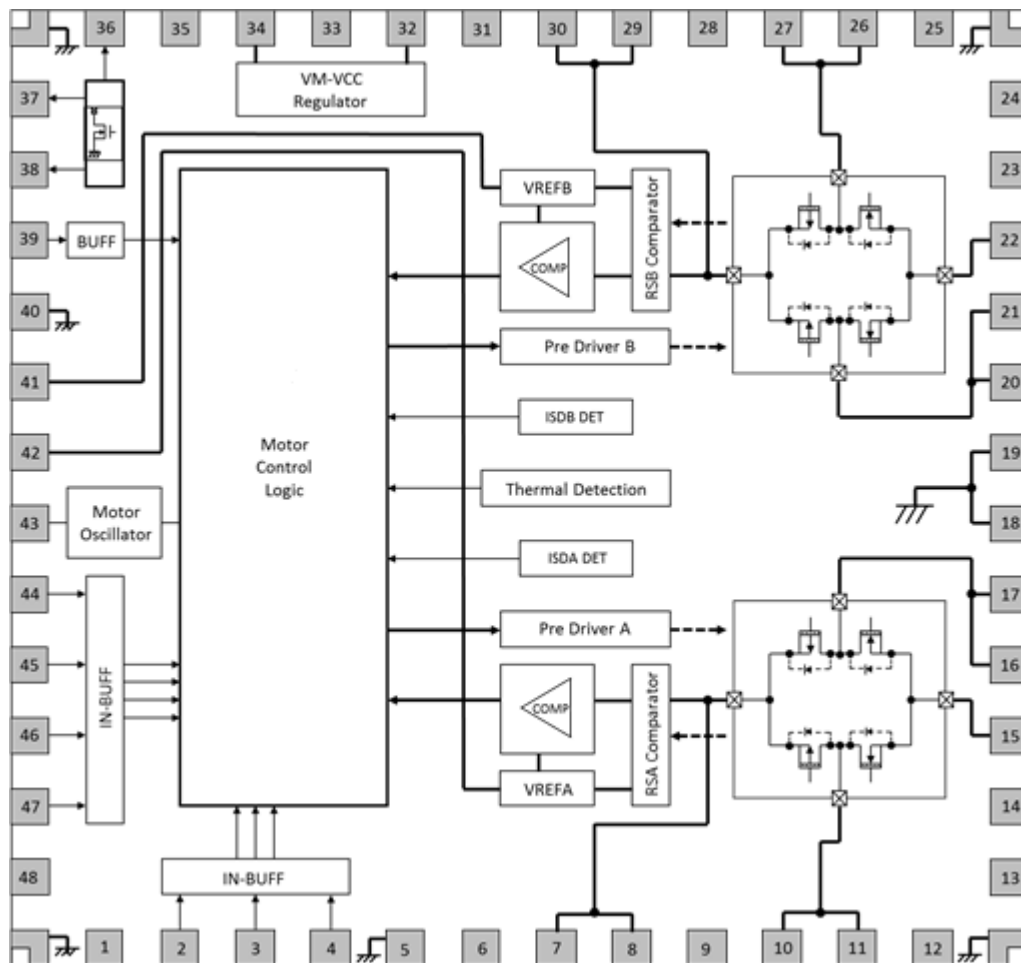 36 35 34 33 32 31 30 29 28 27 26 25
VM-VCC
Regulator
37
24
38
23
VREFB
RSB Comparator
39
BUFF
COMP
22
40
21
Pre Driver B
41
20
ISDB DET
42
Motor
Control
Logic
19
Thermal Detection
43
Motor
Oscillator
18
ISDA DET
44
17
Pre Driver A
45
IN-BUFF
16
COMP
RSA Comparator
46
15
VREFA
47
14
48
IN-BUFF
13
1 2 3 4 5 6 7 8 9 10 11 12